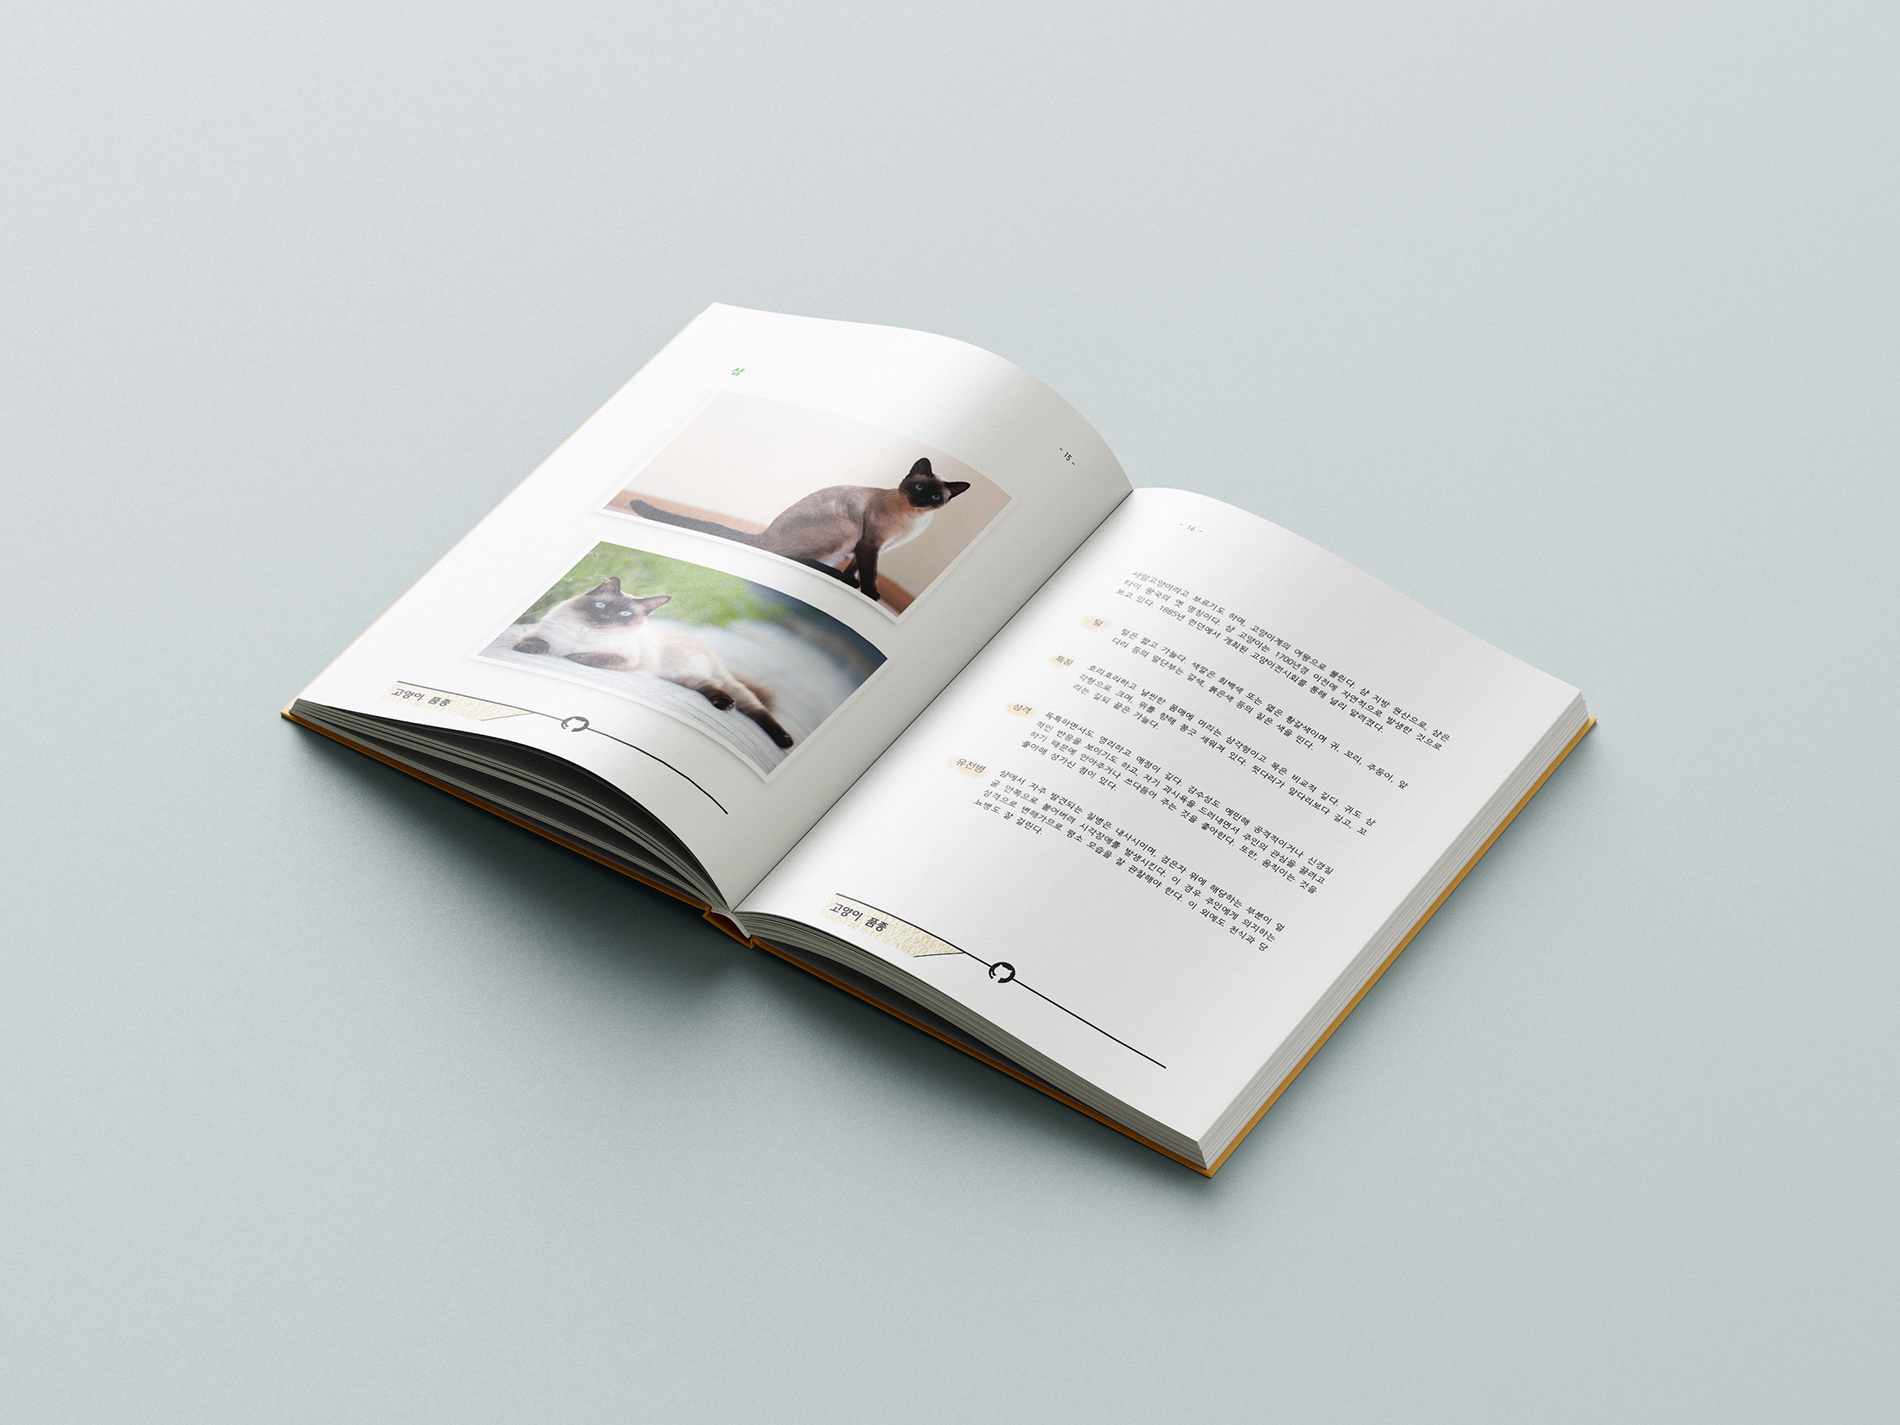 샴
- 15 -
고양이 품종
- 16 -
샤암고양이라고 부르기도 하며, 고양이계의 여왕으로 불린다. 샴 지방 원산으로, 샴은
타이 왕국의 옛 명칭이다. 샴 고양이는 1700년경 이전에 자연적으로 발생한 것으로
보고 있다. 1885년 런던에서 개최된 고양이전시회를 통해 널리 알려졌다.
털
털은 짧고 가늘다. 색깔은 회백색 또는 엷은 황갈색이며 귀, 꼬리, 주둥이, 앞
다리 등의 말단부는 갈색, 붉은색 등의 짙은 색을 띤다.
특징
호리호리하고 날씬한 몸매에 머리는 삼각형이고 목은 비교적 길다. 귀도 삼
각형으로 크며, 위를 향해 쫑긋 세워져 있다. 뒷다리가 앞다리보다 길고, 꼬
리는 길되 끝은 가늘다.
성격
독특하면서도 영리하고 애정이 깊다. 감수성도 예민해 공격적이거나 신경질
적인 반응을 보이기도 하고, 자기 과시욕을 드러내면서 주인의 관심을 끌려고
하기 때문에 안아주거나 쓰다듬어 주는 것을 좋아한다. 또한, 움직이는 것을
좋아해 성가신 점이 있다.
유전병
샴에서 자주 발견되는 질병은 내사시이며, 검은자 위에 해당하는 부분이 얼
굴 안쪽으로 붙어버려 시각장애를 발생시킨다. 이 경우 주인에게 의지하는
성격으로 변해가므로 평소 모습을 잘 관찰해야 한다. 이 외에도 천식과 당
뇨병도 잘 걸린다.
고양이 품종